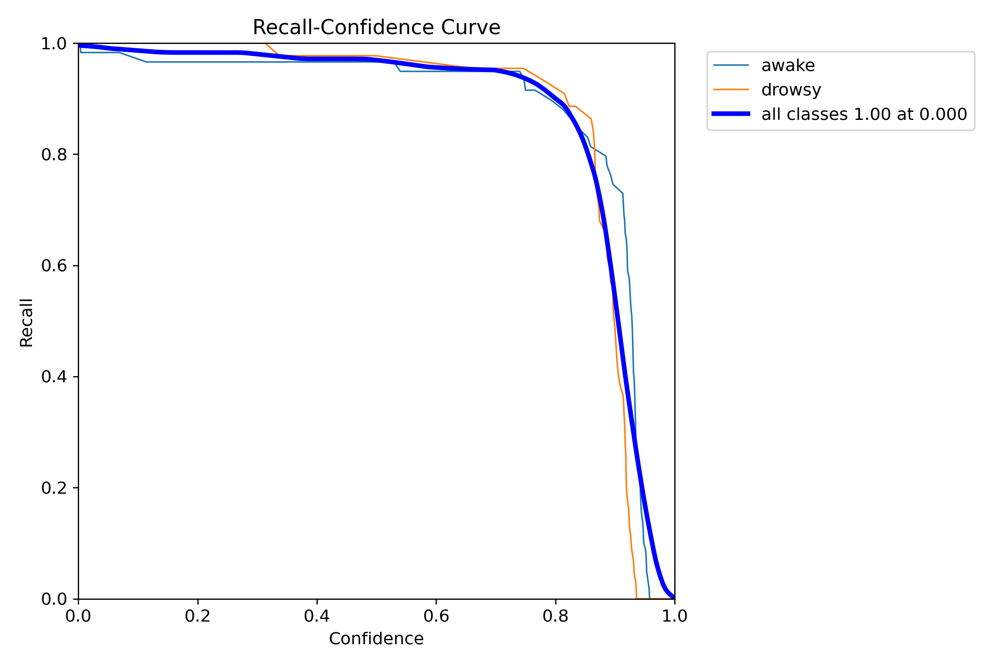 Recall-Confidence Curve
1.0
0.8
0.6
0.4
0.2
0.0
Recall
0.0 0.2 0.4 0.6 0.8 1.0
Confidence
awake
drowsy
all classes 1.00 at 0.000